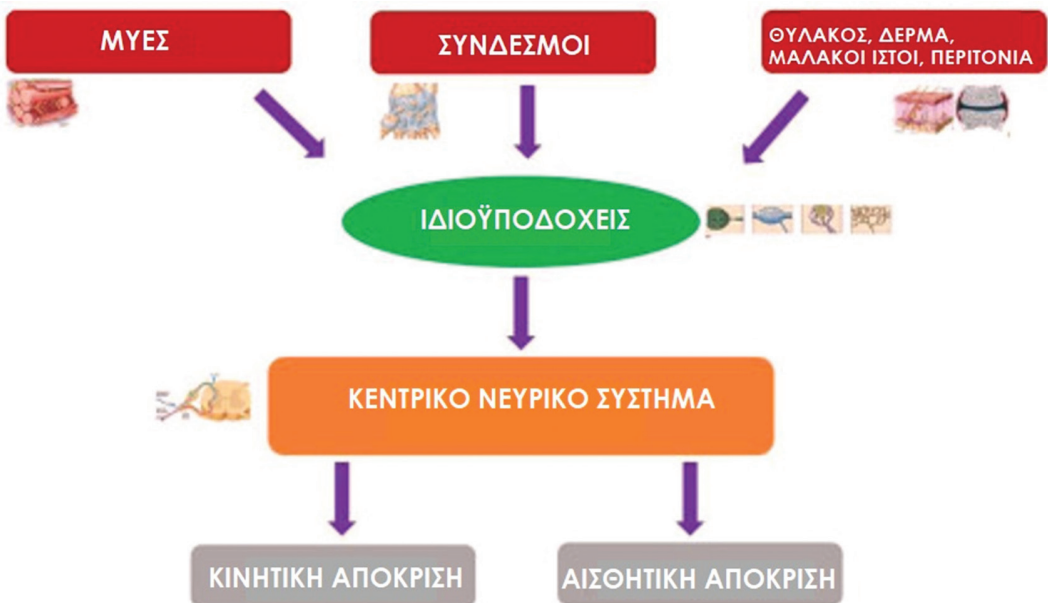 ΜΥΕΣ
ΣΥΝΔΕΣΜΟΙ
ΘΥΛΑΚΟΣ, ΔΕΡΜΑ,
ΜΑΛΑΚΟΙ ΙΣΤΟΙ, ΠΕΡΙΤΟΝΙΑ
ΙΔΙΟΫΠΟΔΟΧΕΙΣ
ΚΕΝΤΡΙΚΟ ΝΕΥΡΙΚΟ ΣΥΣΤΗΜΑ
ΚΙΝΗΤΙΚΗ ΑΠΟΚΡΙΣΗ
ΑΙΣΘΗΤΙΚΗ ΑΠΟΚΡΙΣΗ